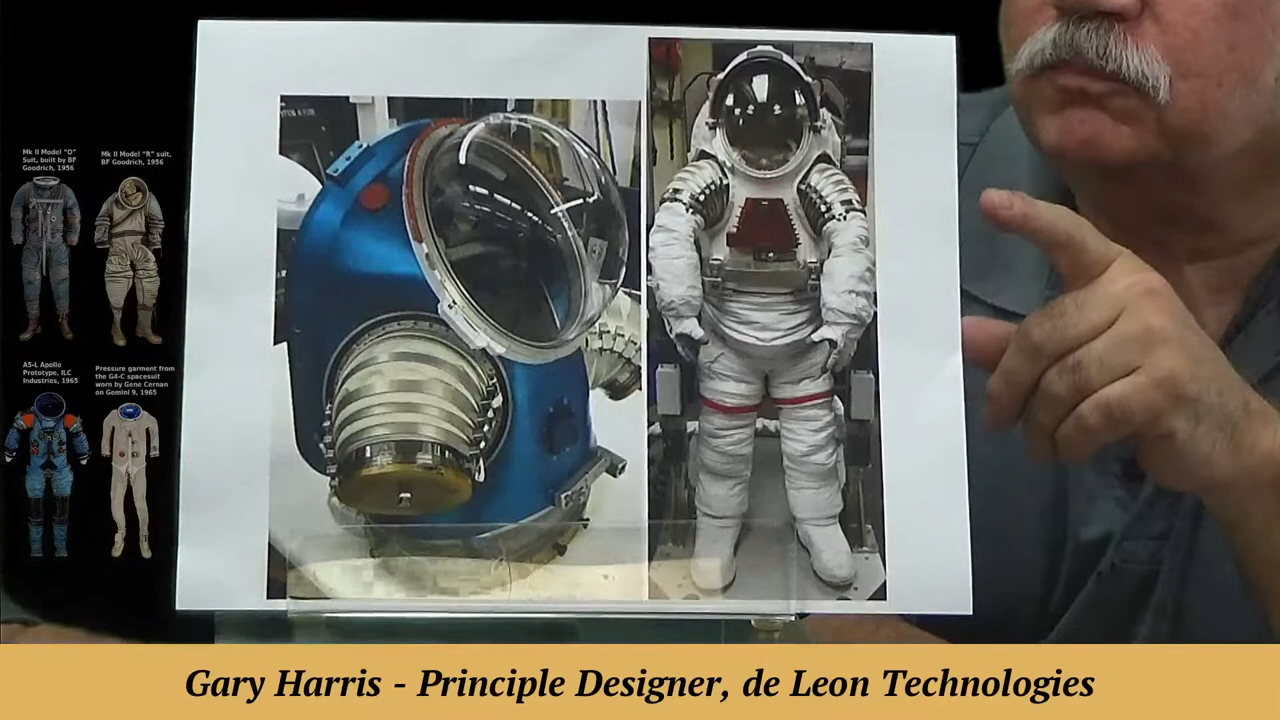 Mk II Model "O"
Suit, built by BF
Goodrich, 1956
Mk II Model "R" suit,
BF Goodrich, 1956
A5-L Apollo
Prototype, ILC
Industries, 1965
Pressure garment from
the G4-C spacesuit
worn by Gene Cernan
on Gemini 9, 1965
Gary Harris - Principle Designer, de Leon Technologies